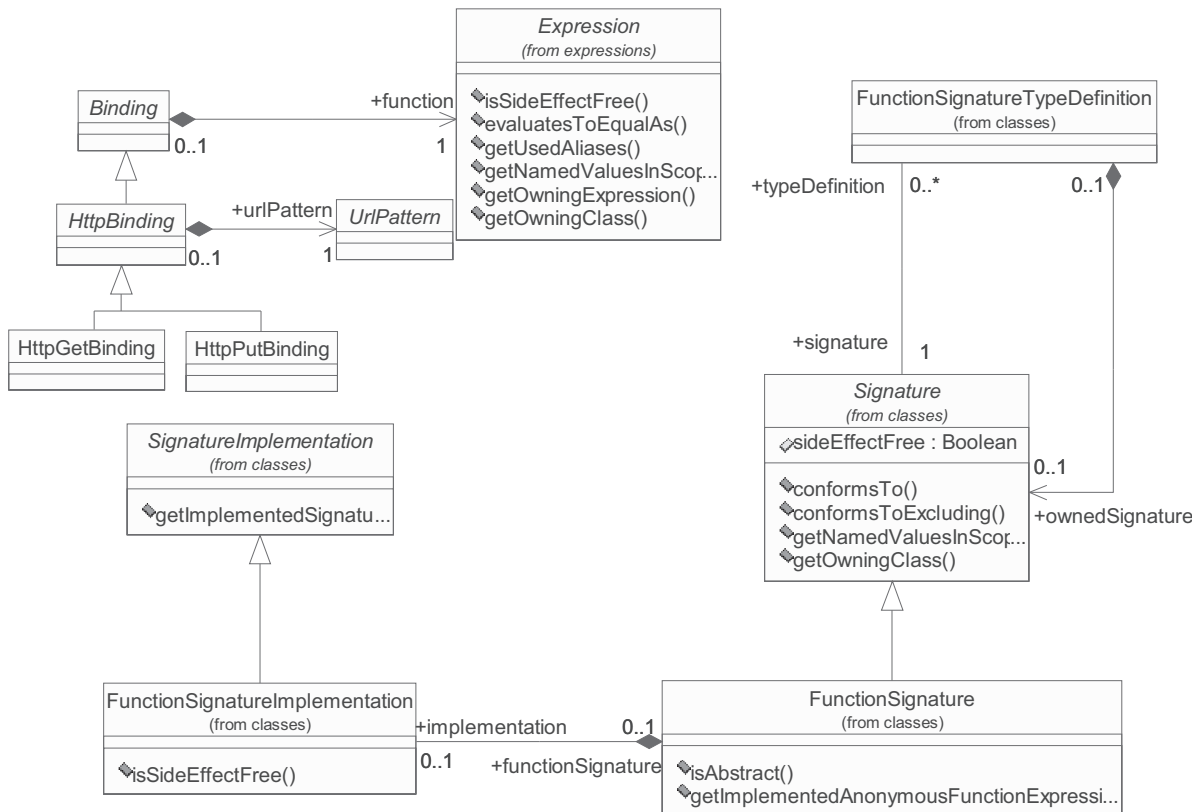 Expression
(from expressions)
isSideEffectFree()
evaluatesToEqualAs()
getUsedAliases()
getNamedValuesInScop...
getOwningExpression()
getOwningClass()
Binding
+function
0..1
1
HttpBinding
+urlPattern
0..1
1
UrlPattern
HttpGetBinding
HttpPutBinding
FunctionSignatureTypeDefinition
(from classes)
+typeDefinition
0..*
0..1
+signature
1
Signature
(from classes)
sideEffectFree : Boolean
conformsTo()
conformsToExcluding()
getNamedValuesInScop...
getOwningClass()
0..1
+ownedSignature
SignatureImplementation
(from classes)
getImplementedSignatu...
FunctionSignatureImplementation
(from classes)
isSideEffectFree()
+implementation
0..1
0..1
+functionSignature
FunctionSignature
(from classes)
isAbstract()
getImplementedAnonymousFunctionExpressi...